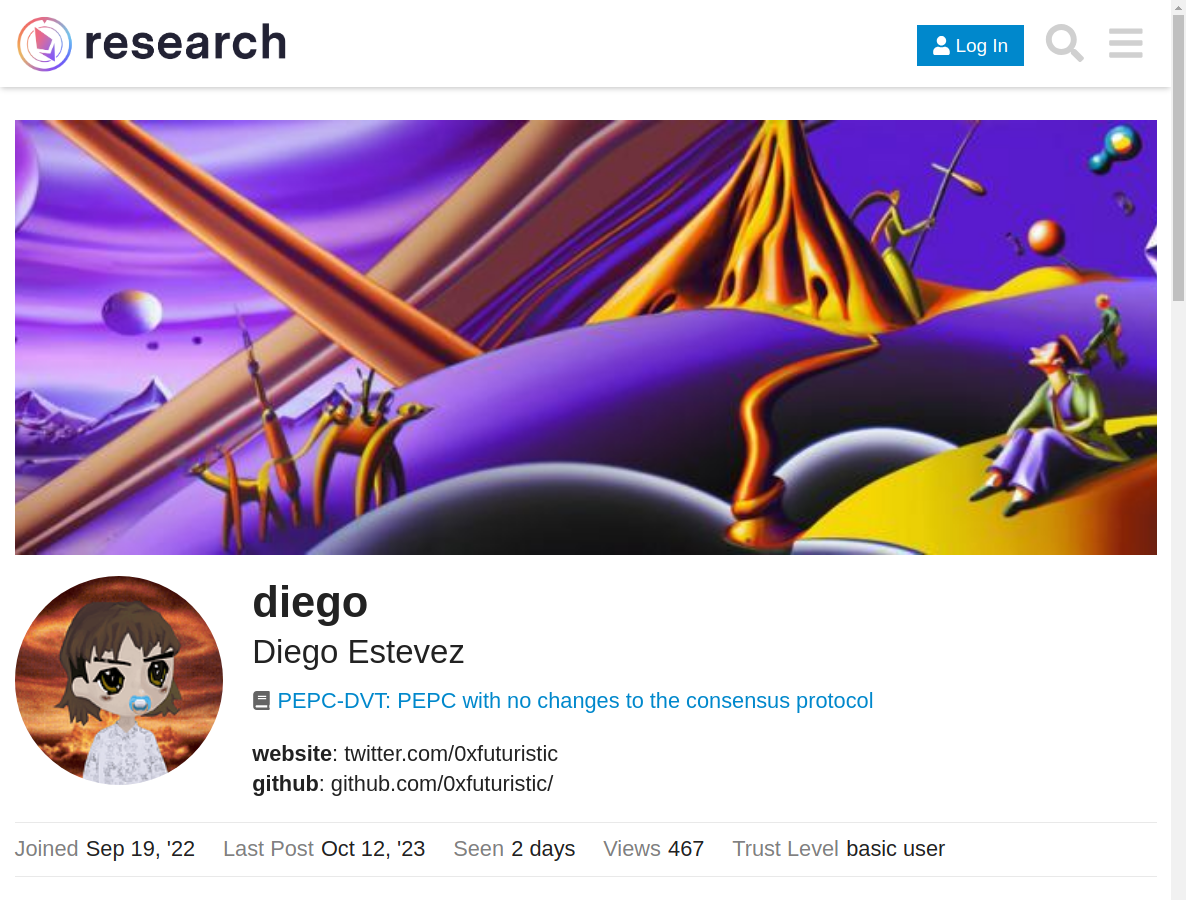 research
Log In
diego
Diego Estevez
PEPC-DVT: PEPC with no changes to the consensus protocol
website: twitter.com/0xfuturistic
github: github.com/0xfuturistic/
Joined Sep 19, '22 Last Post Oct 12, '23 Seen 2 days Views 467 Trust Level basic user